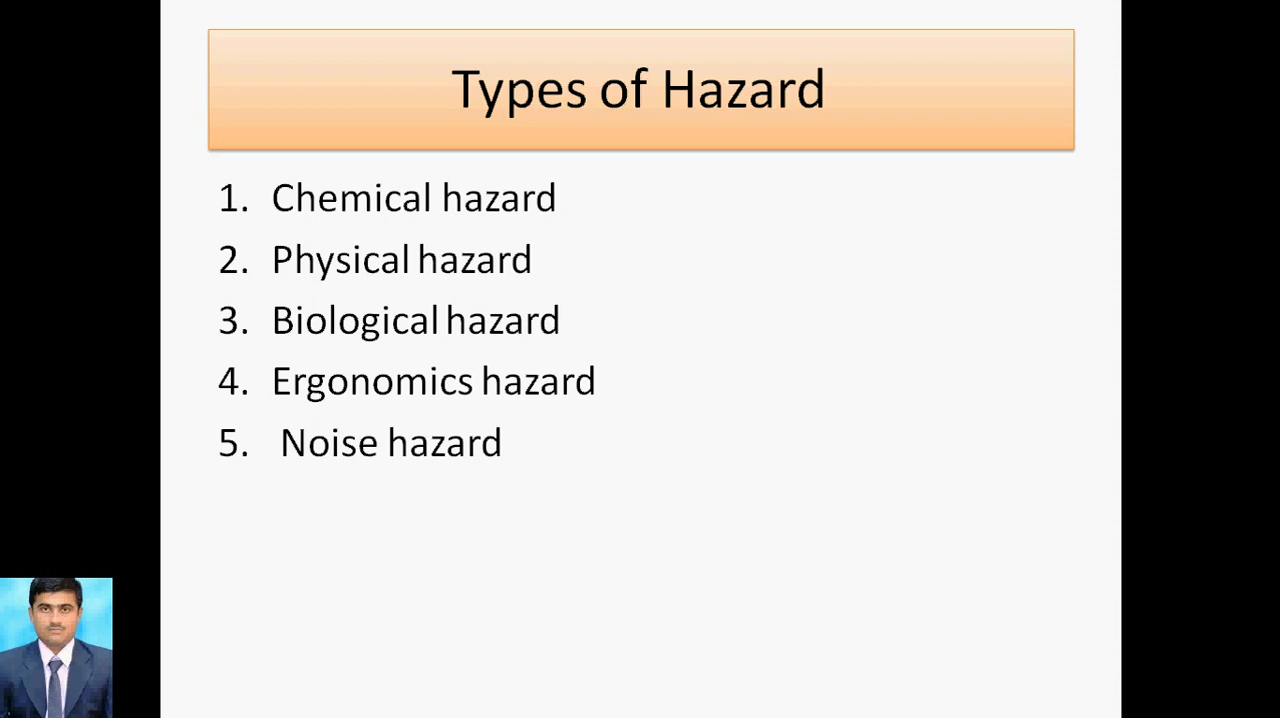 Types of Hazard
1. Chemical hazard
2. Physical hazard
3. Biological hazard
4. Ergonomics hazard
5. Noise hazard